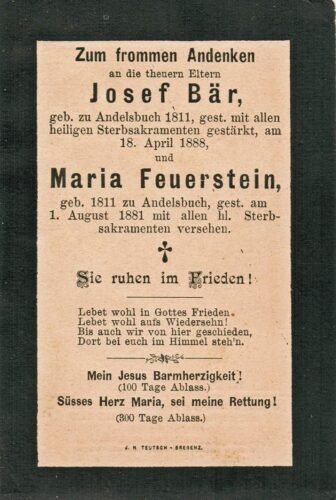 Zum frommen Andenken
an die theuern Eltern
Josef Bär,
geb. zu Andelsbuch 1811, gest. mit allen
heiligen Sterbsakramenten gestärkt, am
18. April 1888,
und
Maria Feuerstein,
geb. 1811 zu Andelsbuch, gest. am
1. August 1881 mit allen hl. Sterb-
sakramenten versehen.
Sie ruhen im Frieden!
Lebet wohl in Gottes Frieden.
Lebet wohl aufs Wiedersehn!
Bis auch wir von hier geschieden,
Dort bei euch im Himmel steh'n.
Mein Jesus Barmherzigkeit!
(100 Tage Ablass.)
Süsses Herz Maria, sei meine Rettung!
(300 Tage Ablass.)
J. N. TEUTSCH - BREGENZ.